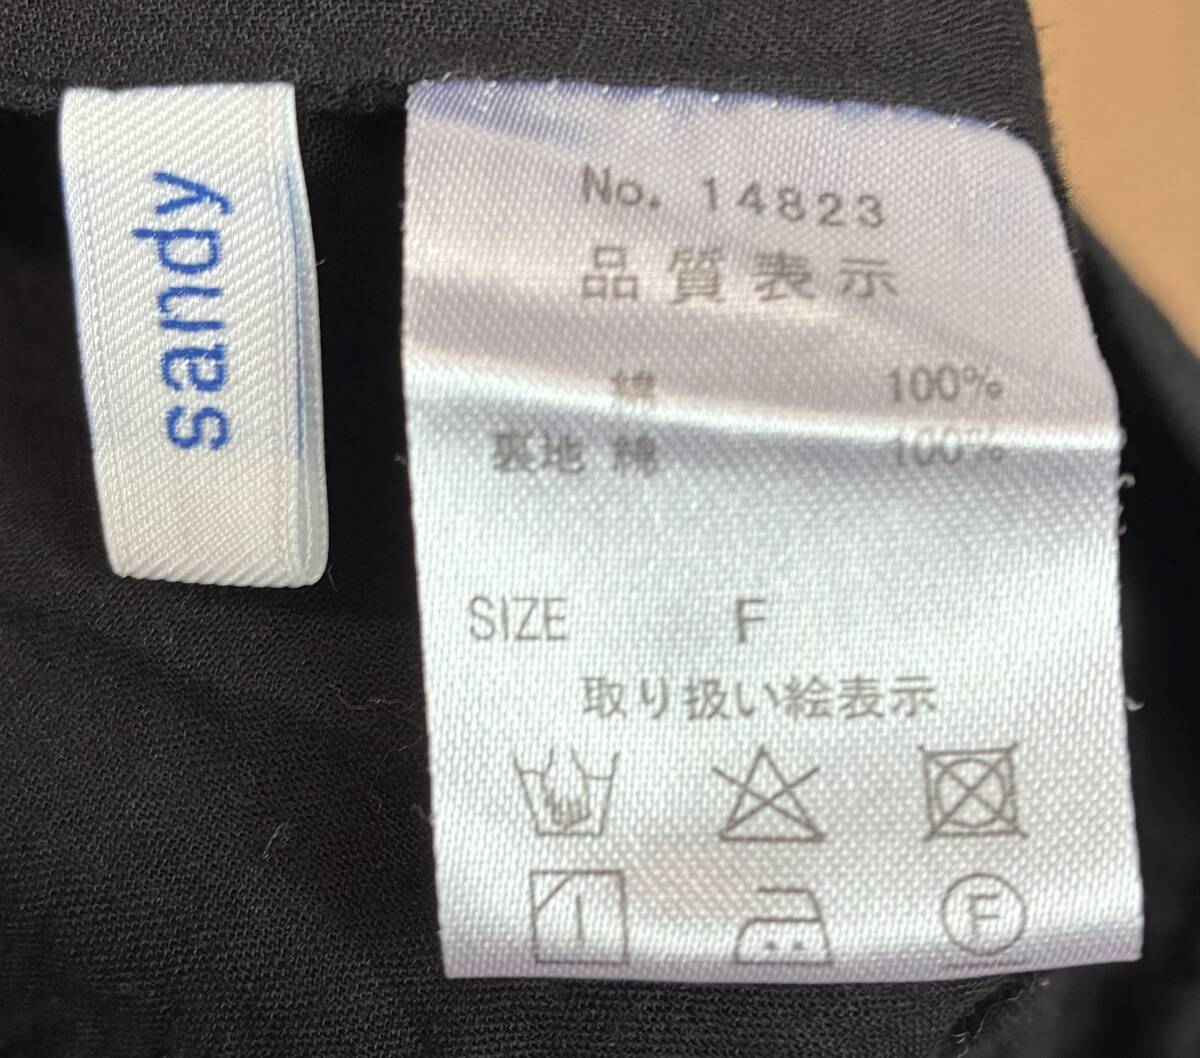 sandy
No. 14823
品質表示
綿 100%
裏地 綿 100%
SIZE F
取り扱い絵表示
F